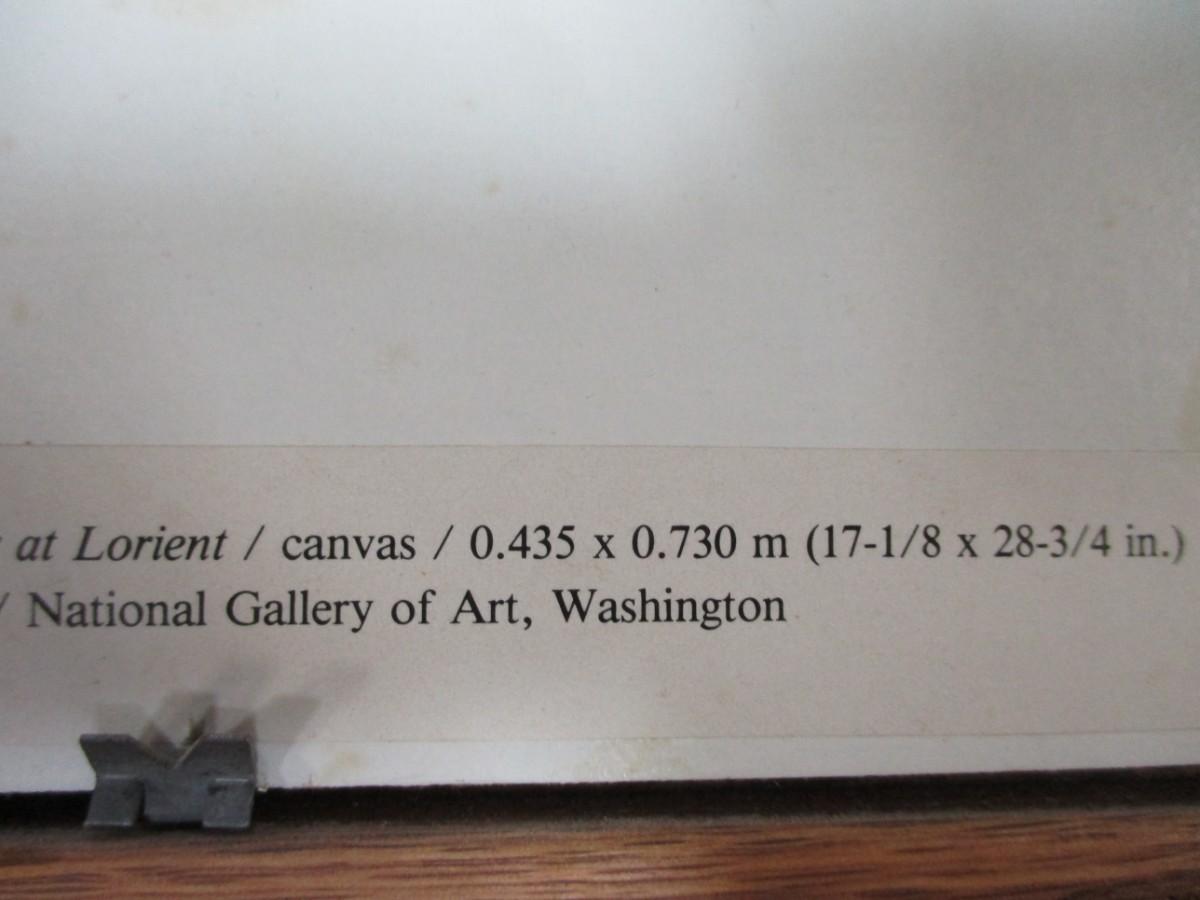 at Lorient / canvas / 0.435 x 0.730 m (17-1/8 x 28-3/4 in.)
/ National Gallery of Art, Washington